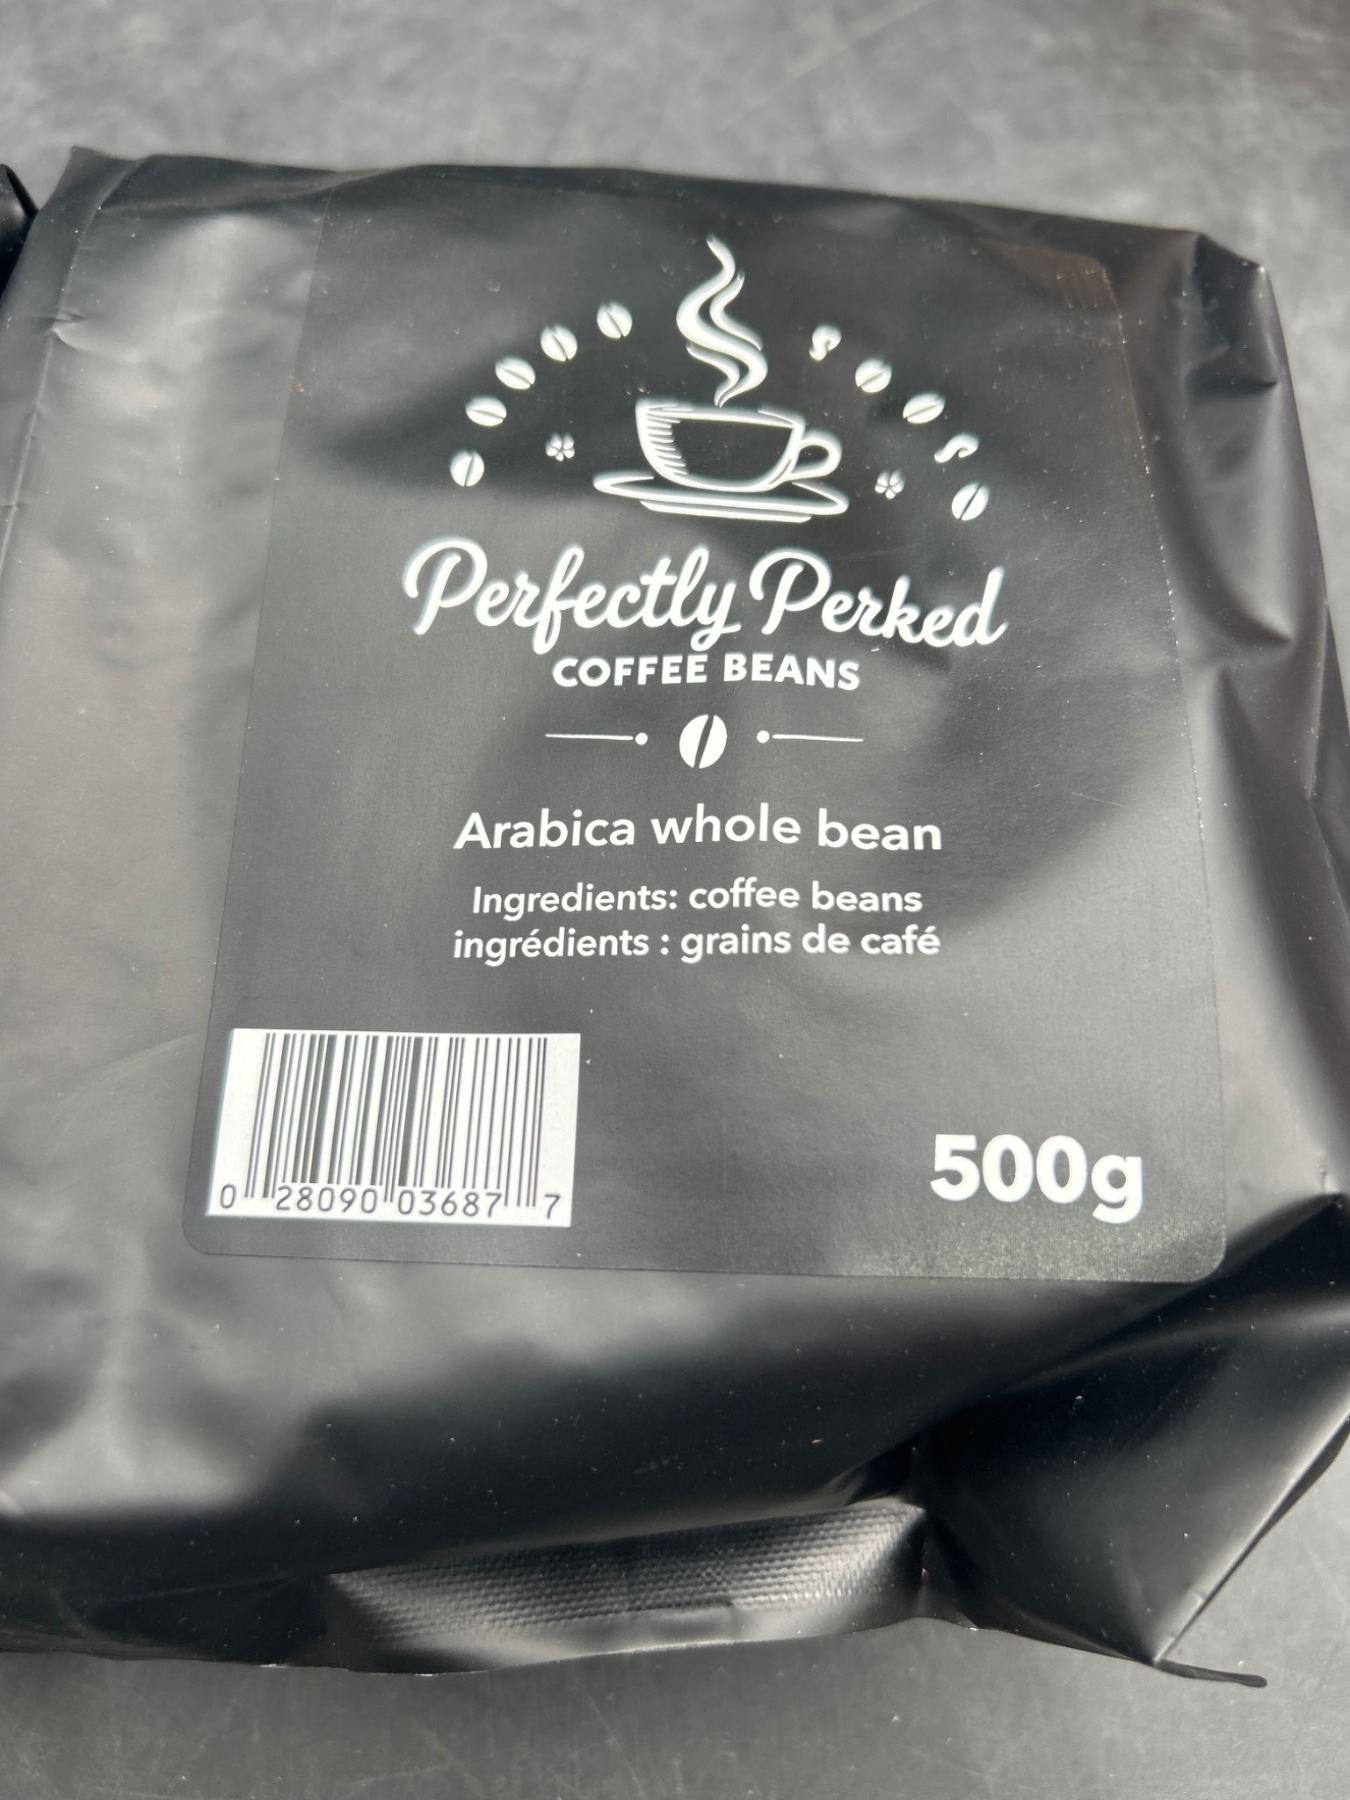 Perfectly Perked
COFFEE BEANS
Arabica whole bean
Ingredients: coffee beans
ingrédients : grains de café
500g
0 28090 03687 7